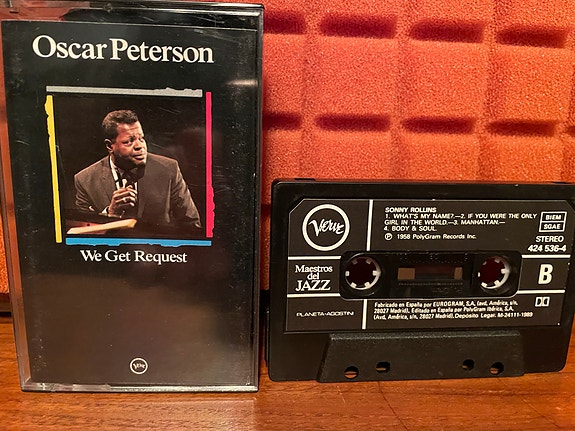 Oscar Peterson
We Get Request
Verve
Verve
SONNY ROLLINS
1. WHAT'S MY NAME?.—2. IF YOU WERE THE ONLY
GIRL IN THE WORLD.—3. MANHATTAN.—
4. BODY & SOUL
Ⓟ 1958 PolyGram Records Inc.
BIEM
SGAE
STEREO
424 536-4
Maestros
del
JAZZ
B
PLANETA-AGOSTINI
Fabricado en España por EUROGRAM, S.A. (avd. América, s/n,
28027 Madrid). Editado en España por PolyGram Ibérica, S.A.
(Avd. América, s/n, 28027 Madrid). Depósito Legal: M-24111-1989